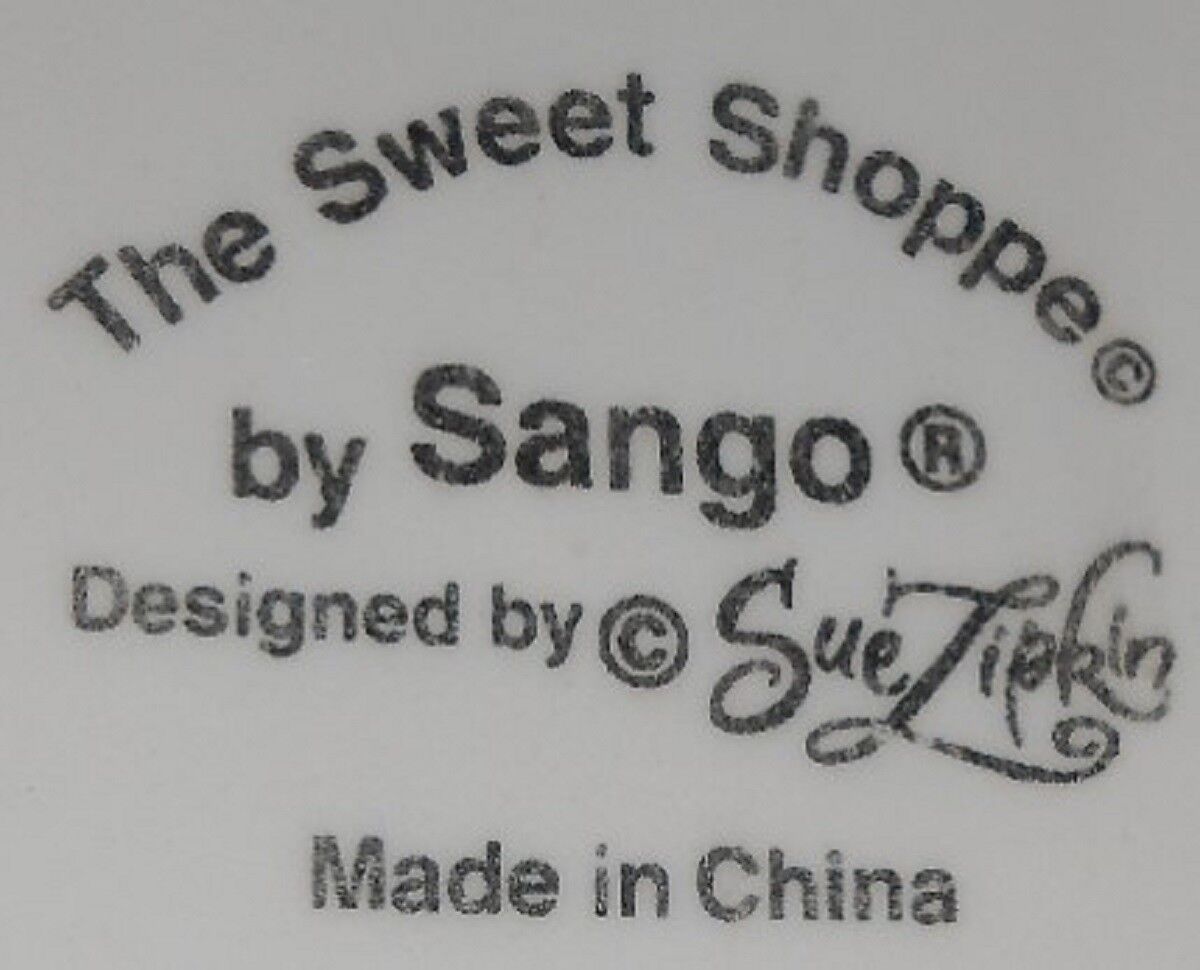 The Sweet Shoppe©
by Sango®
Designed by © Sue Zipkin
Made in China